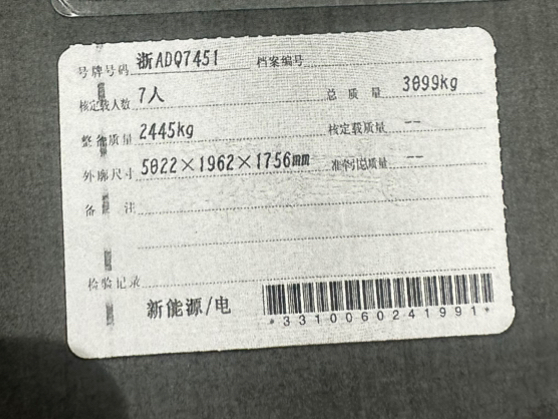 号牌号码 浙ADQ7451 档案编号
核定载人数 7人 总质量 3099kg
整备质量 2445kg 核定载质量 --
外廓尺寸 5022×1962×1756mm 准牵引总质量 --
备注
检验记录
新能源/电
*3310060241991*